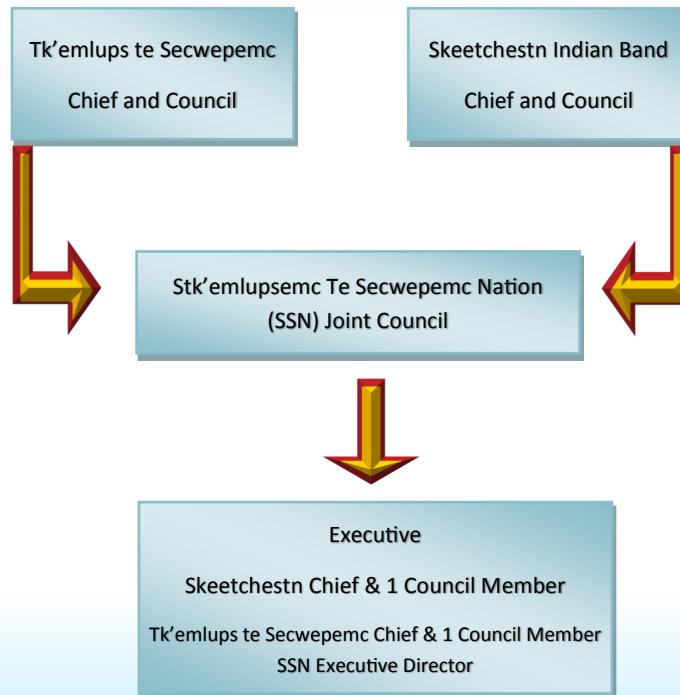 Tk’emlups te Secwepemc
Chief and Council
Skeetchestn Indian Band
Chief and Council
Stk’emlupsemc Te Secwepemc Nation
(SSN) Joint Council
Executive
Skeetchestn Chief & 1 Council Member
Tk’emlups te Secwepemc Chief & 1 Council Member
SSN Executive Director